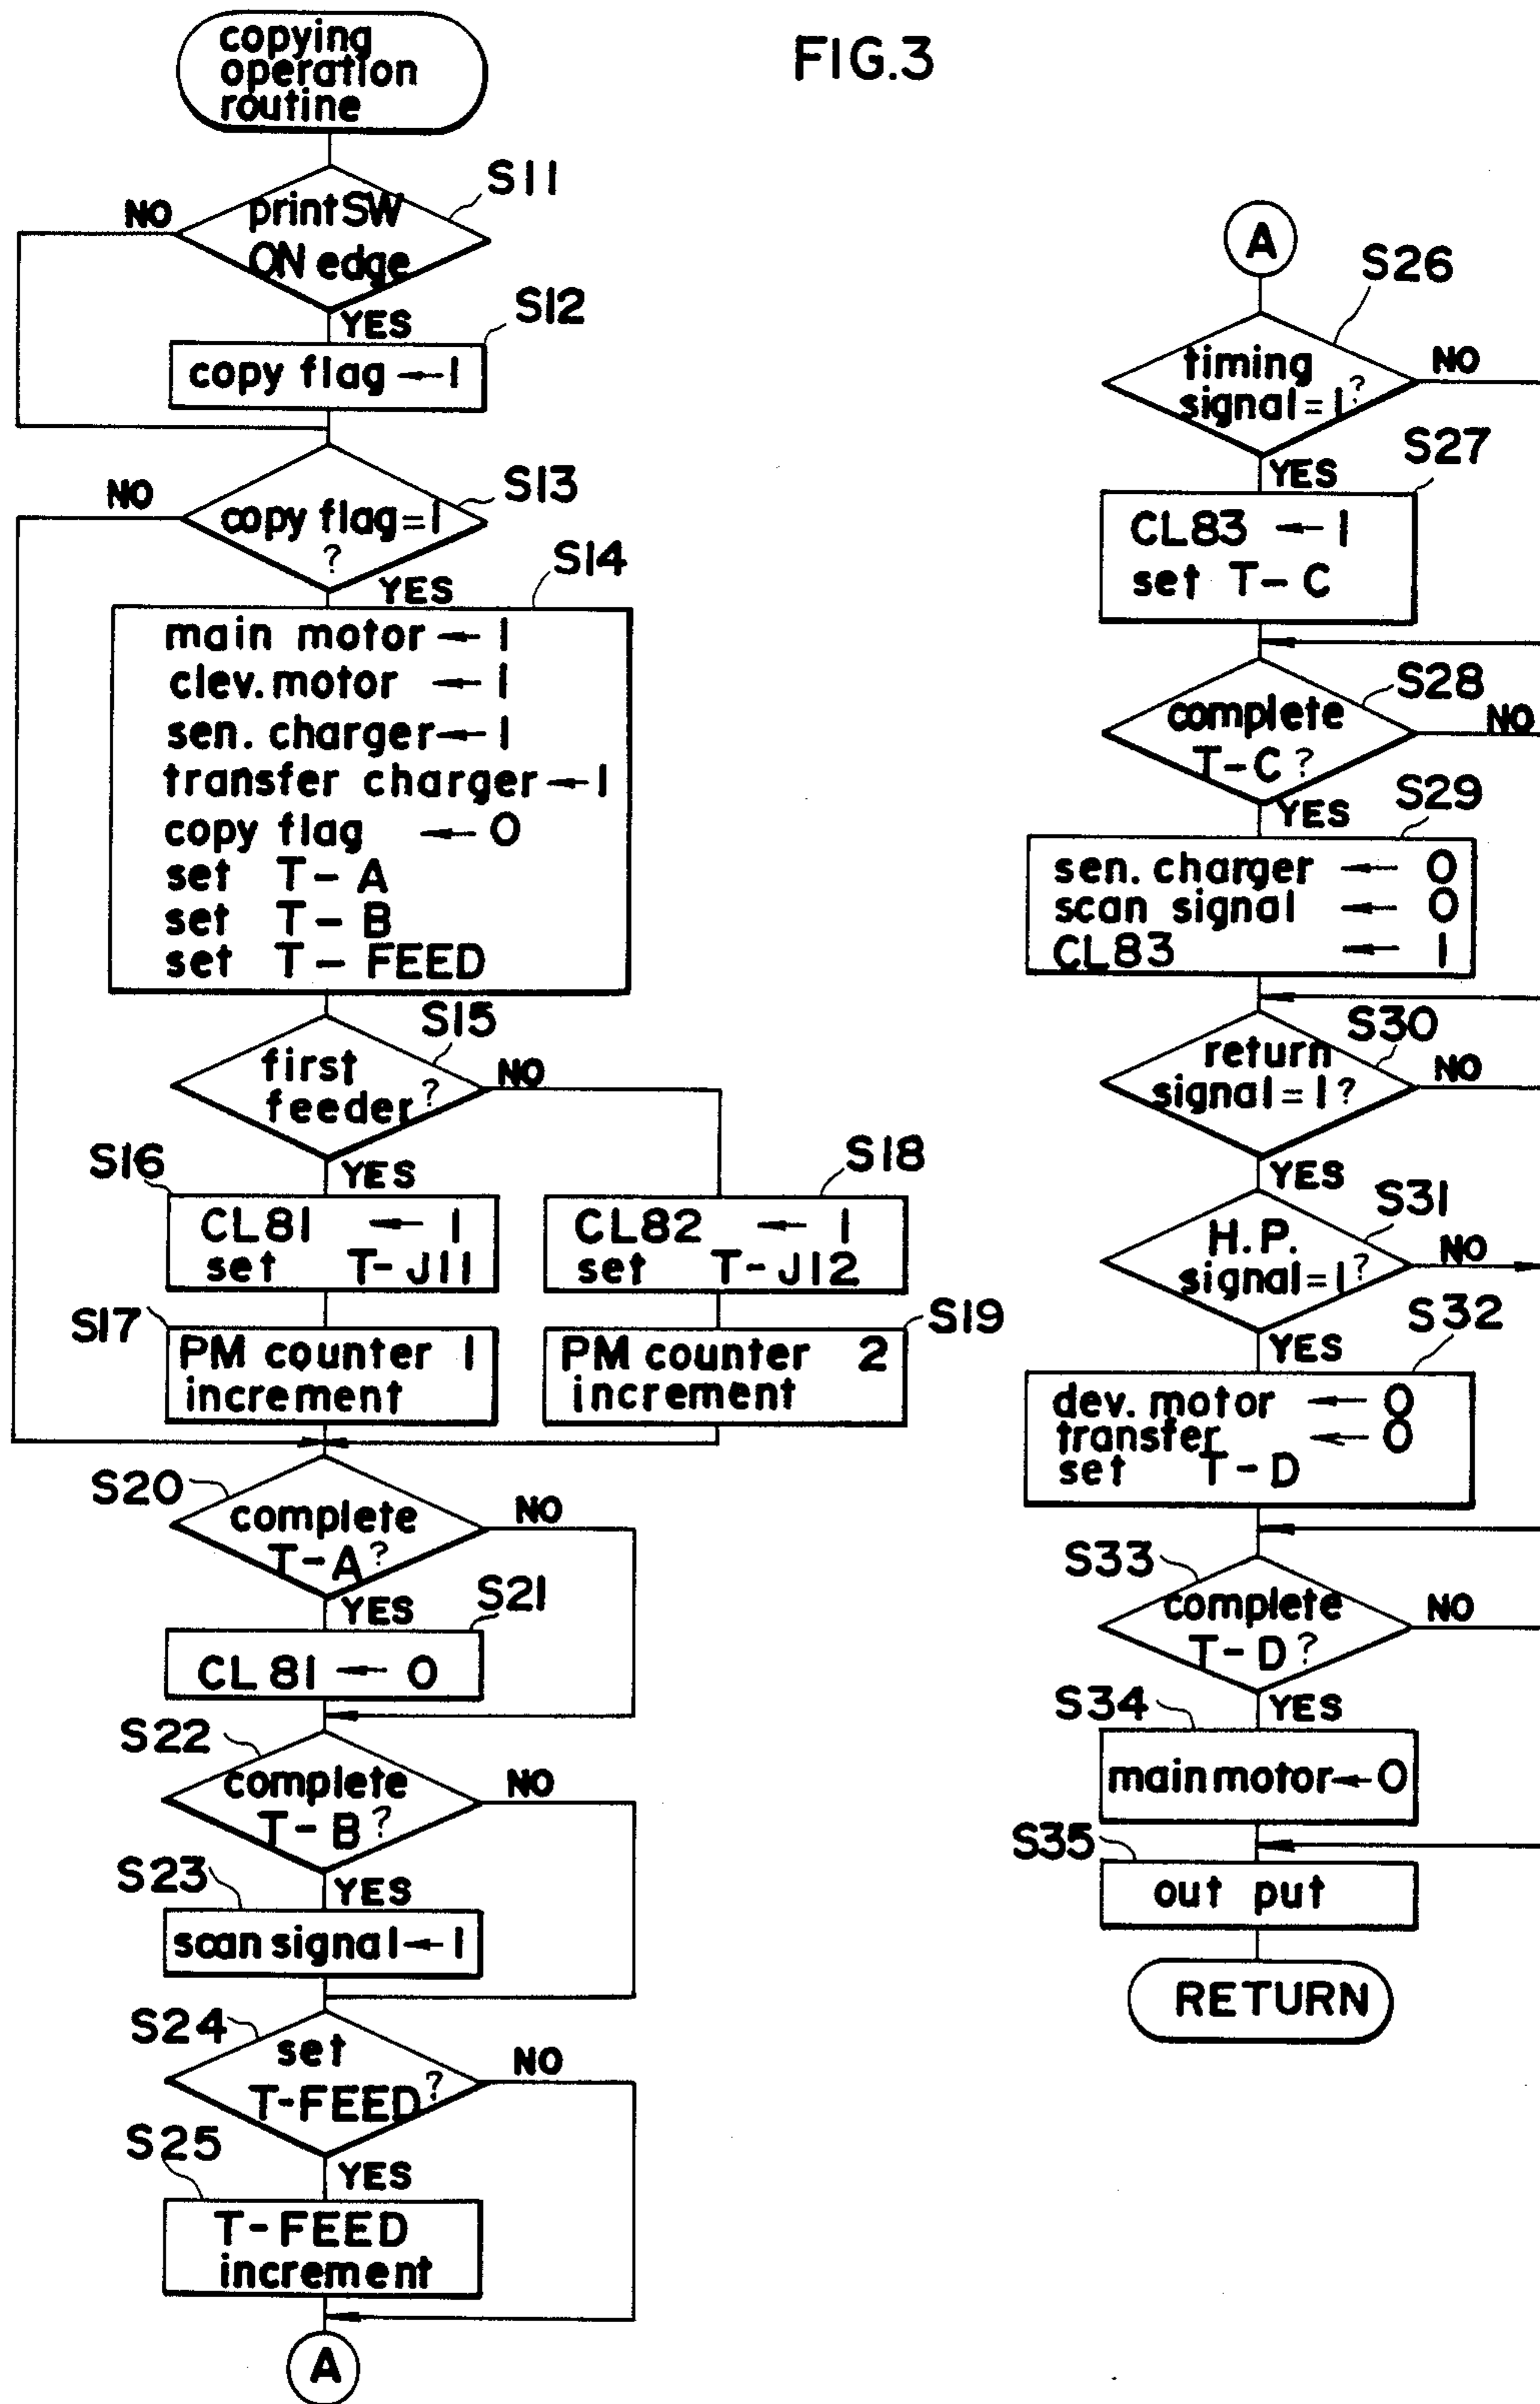 FIG.3
copying
operation
routine
S11
print SW
ON edge
NO
YES
S12
copy flag ← 1
S13
copy flag = 1
?
NO
YES
S14
main motor ← 1
clev. motor ← 1
sen. charger ← 1
transfer charger ← 1
copy flag ← 0
set T-A
set T-B
set T-FEED
S15
first
feeder?
NO
YES
S16
CL81 ← 1
set T-J11
S17
PM counter 1
increment
S18
CL82 ← 1
set T-J12
S19
PM counter 2
increment
S20
complete
T-A?
NO
YES
S21
CL81 ← 0
S22
complete
T-B?
NO
YES
S23
scan signal ← 1
S24
set
T-FEED?
NO
YES
S25
T-FEED
increment
A
A
S26
timing
signal = 1?
NO
YES
S27
CL83 ← 1
set T-C
S28
complete
T-C?
NO
YES
S29
sen. charger ← 0
scan signal ← 0
CL83 ← 1
S30
return
signal = 1?
NO
YES
S31
H.P.
signal = 1?
NO
YES
S32
dev. motor ← 0
transfer ← 0
set T-D
S33
complete
T-D?
NO
YES
S34
main motor ← 0
S35
out put
RETURN